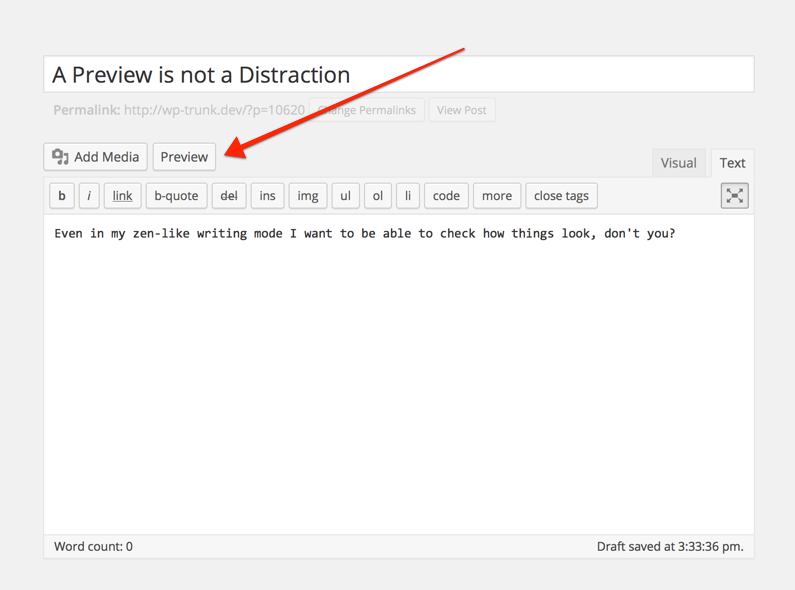 A Preview is not a Distraction
Permalink: http://wp-trunk.dev/?p=10620 Change Permalinks View Post
Add Media Preview
Visual Text
b i link b-quote del ins img ul ol li code more close tags
Even in my zen-like writing mode I want to be able to check how things look, don't you?
Word count: 0 Draft saved at 3:33:36 pm.